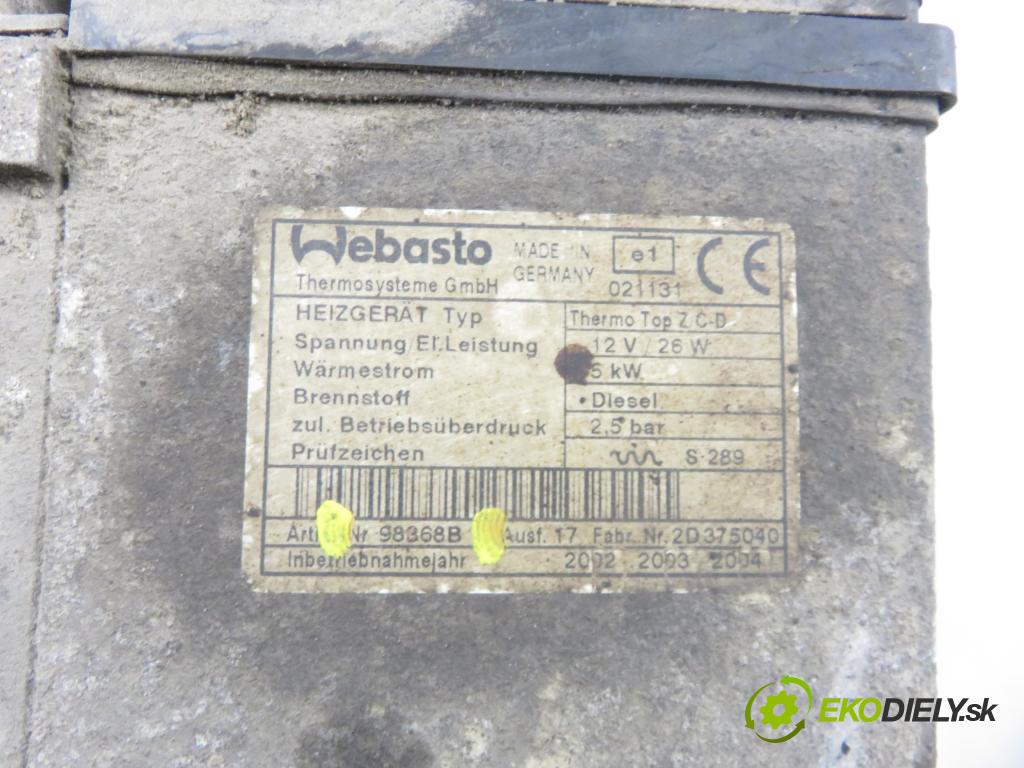 Webasto
MADE IN
GERMANY
e1
021131
CE
Thermosysteme GmbH
HEIZGERÄT Typ Thermo Top Z/C-D
Spannung/El.Leistung 12 V / 26 W
Wärmestrom 5 kW
Brennstoff Diesel
zul. Betriebsüberdruck 2,5 bar
Prüfzeichen S 289
Nr 98368B Ausf. 17 Fabr. Nr. 2D375040
Inbetriebnahmejahr 2002 2003 2004
EKODIELY.sk